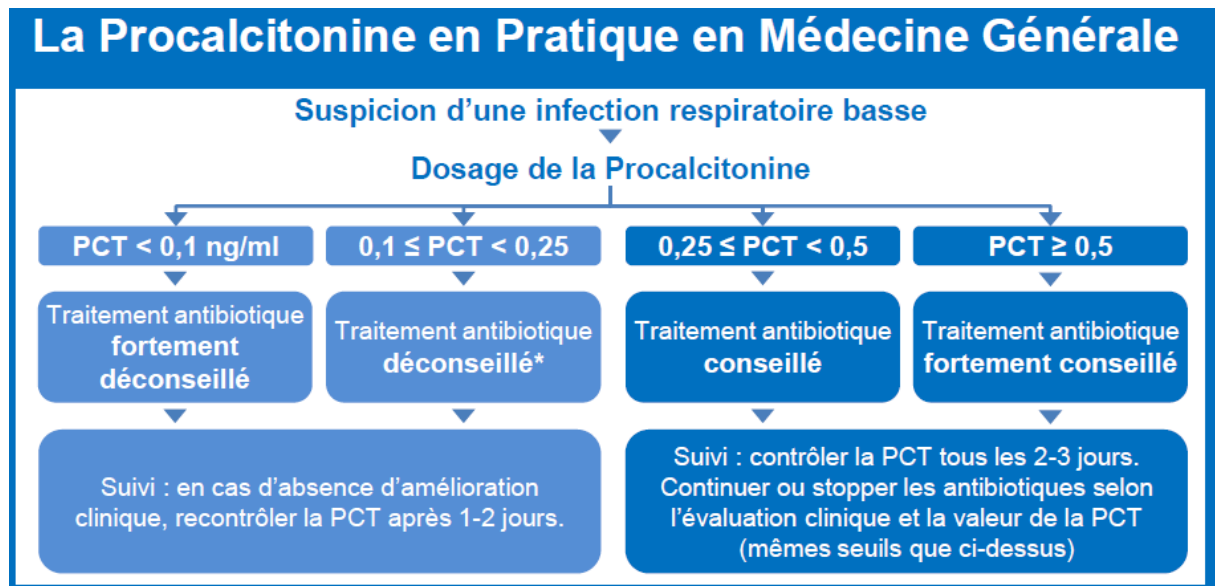 La Procalcitonine en Pratique en Médecine Générale
Suspicion d'une infection respiratoire basse
Dosage de la Procalcitonine
PCT < 0,1 ng/ml
0,1 ≤ PCT < 0,25
0,25 ≤ PCT < 0,5
PCT ≥ 0,5
Traitement antibiotique
fortement
déconseillé
Traitement antibiotique
déconseillé*
Traitement antibiotique
conseillé
Traitement antibiotique
fortement conseillé
Suivi : en cas d'absence d'amélioration
clinique, recontrôler la PCT après 1-2 jours.
Suivi : contrôler la PCT tous les 2-3 jours.
Continuer ou stopper les antibiotiques selon
l'évaluation clinique et la valeur de la PCT
(mêmes seuils que ci-dessus)